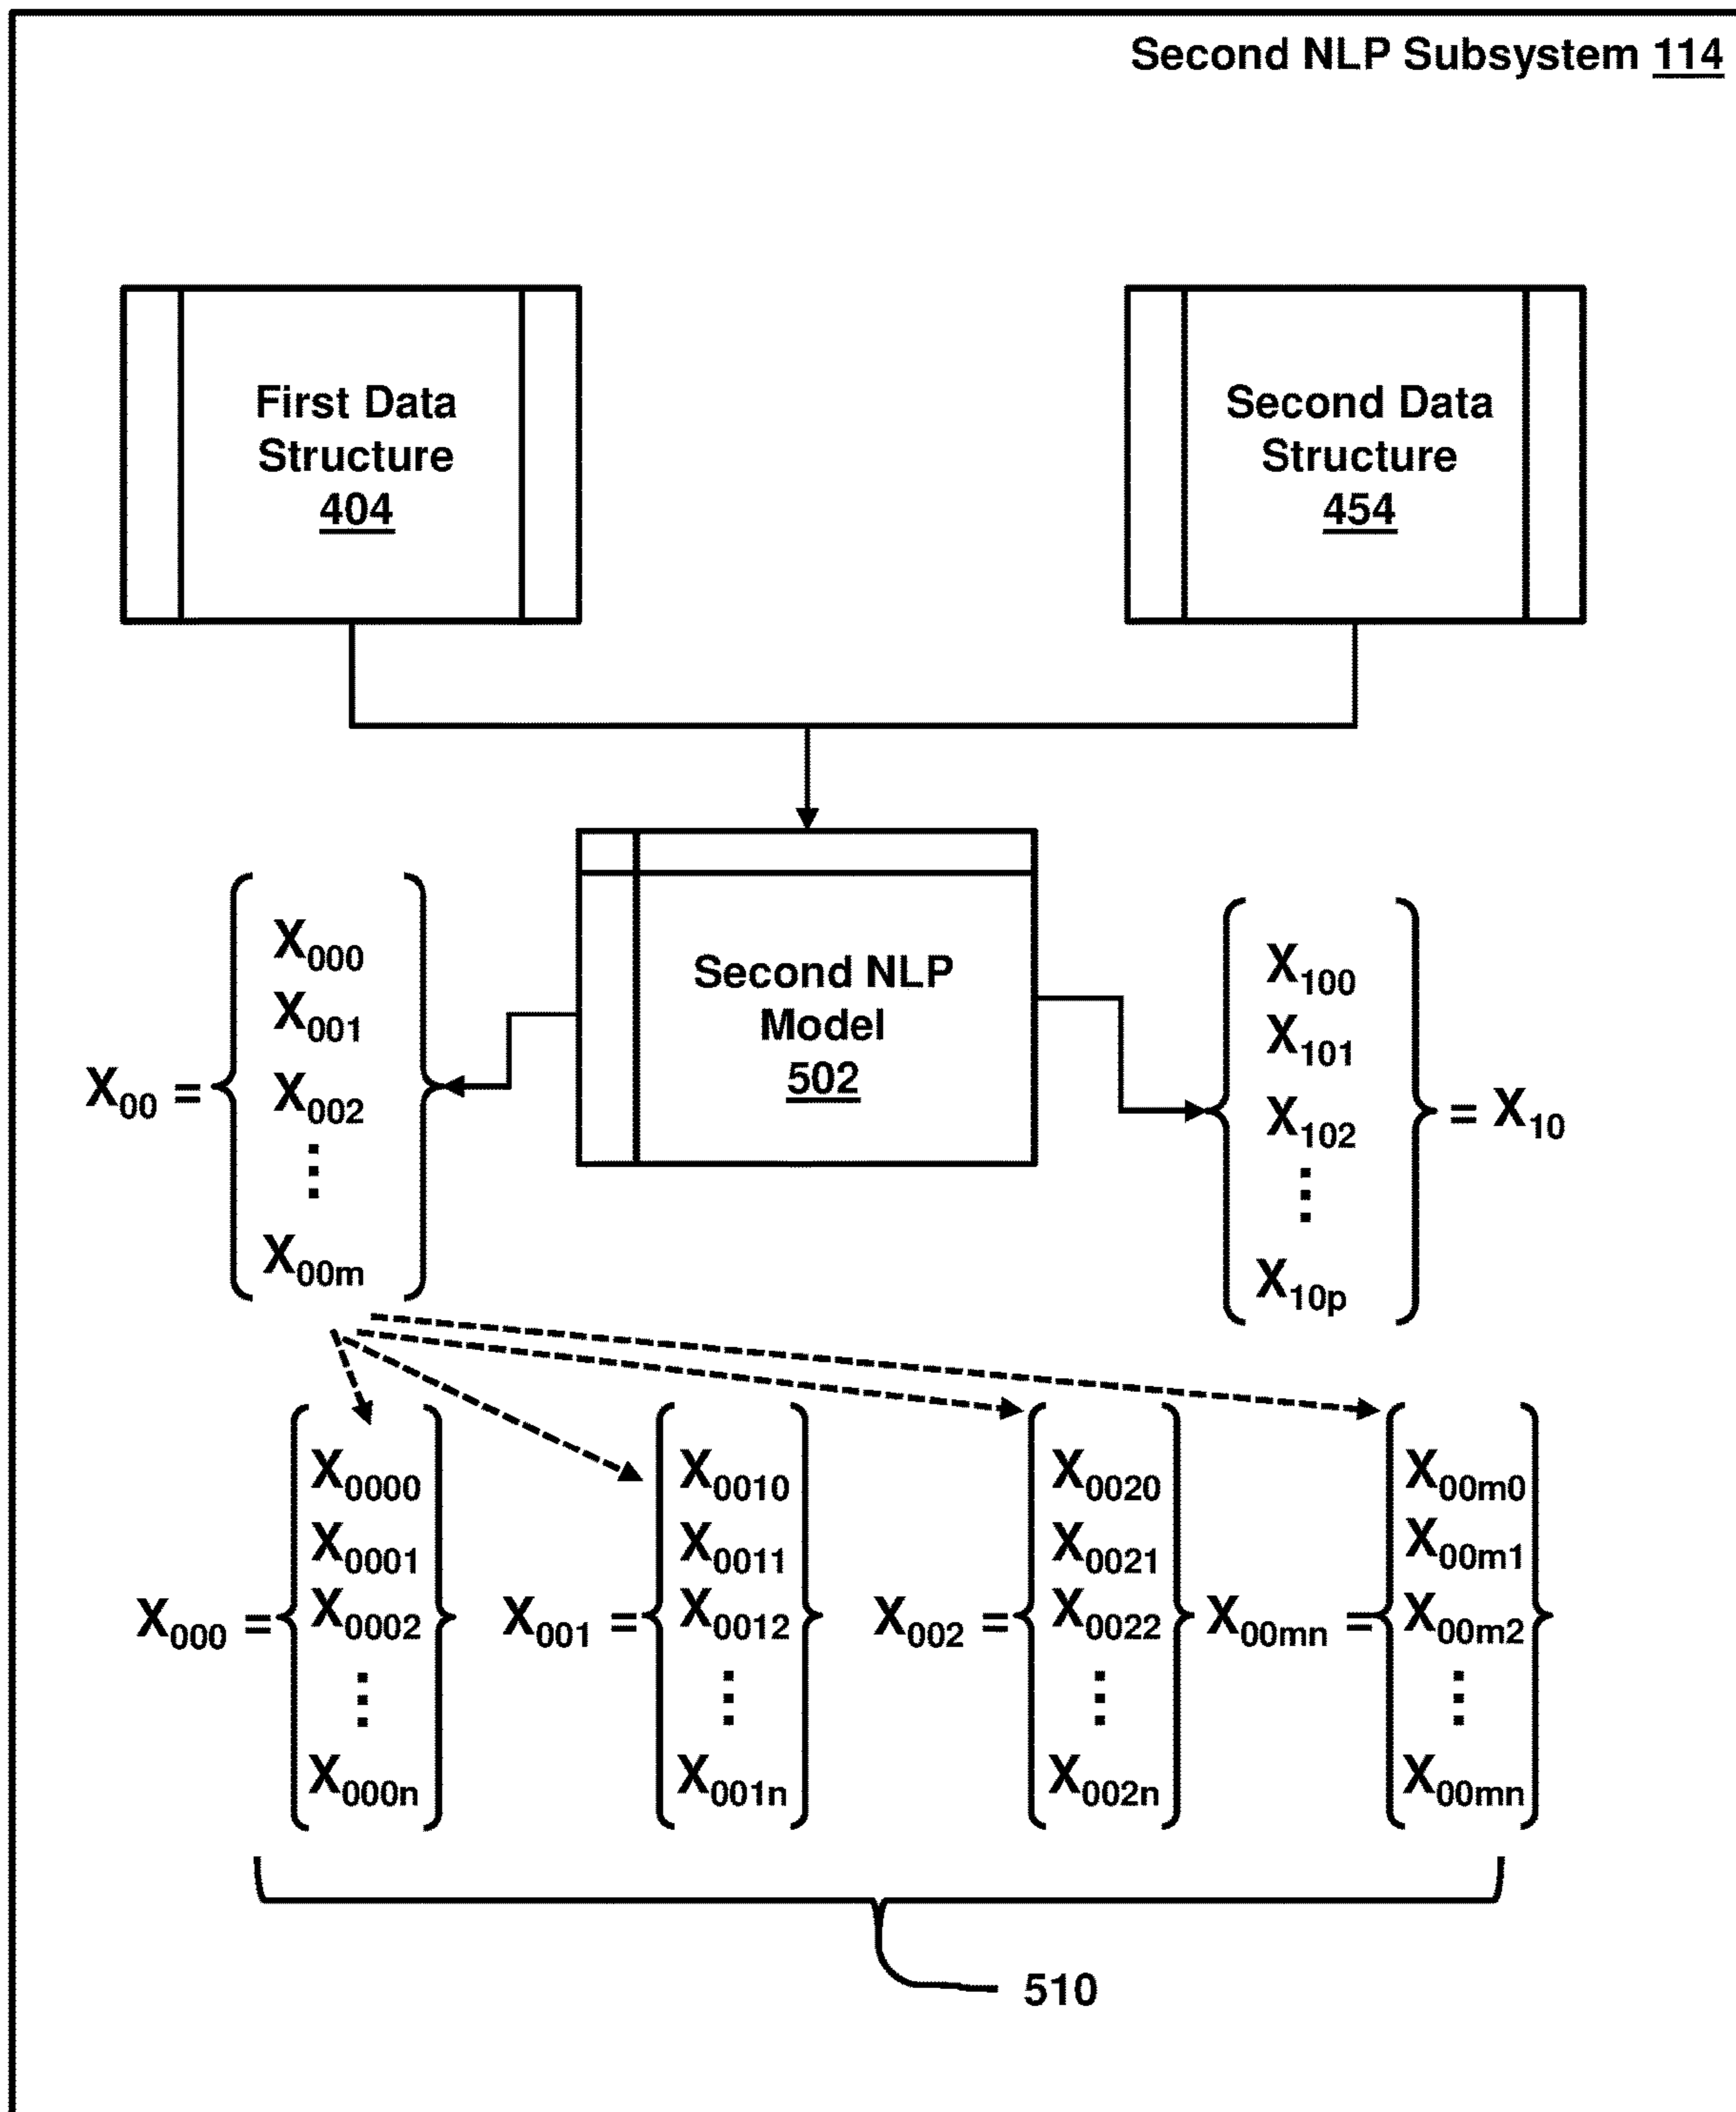 Second NLP Subsystem 114
First Data
Structure
404
Second Data
Structure
454
Second NLP
Model
502
X00 =
X000
X001
X002
⋮
X00m
X100
X101
X102
⋮
X10p
= X10
X000 =
X0000
X0001
X0002
⋮
X000n
X001 =
X0010
X0011
X0012
⋮
X001n
X002 =
X0020
X0021
X0022
⋮
X002n
X00mn =
X00m0
X00m1
X00m2
⋮
X00mn
510